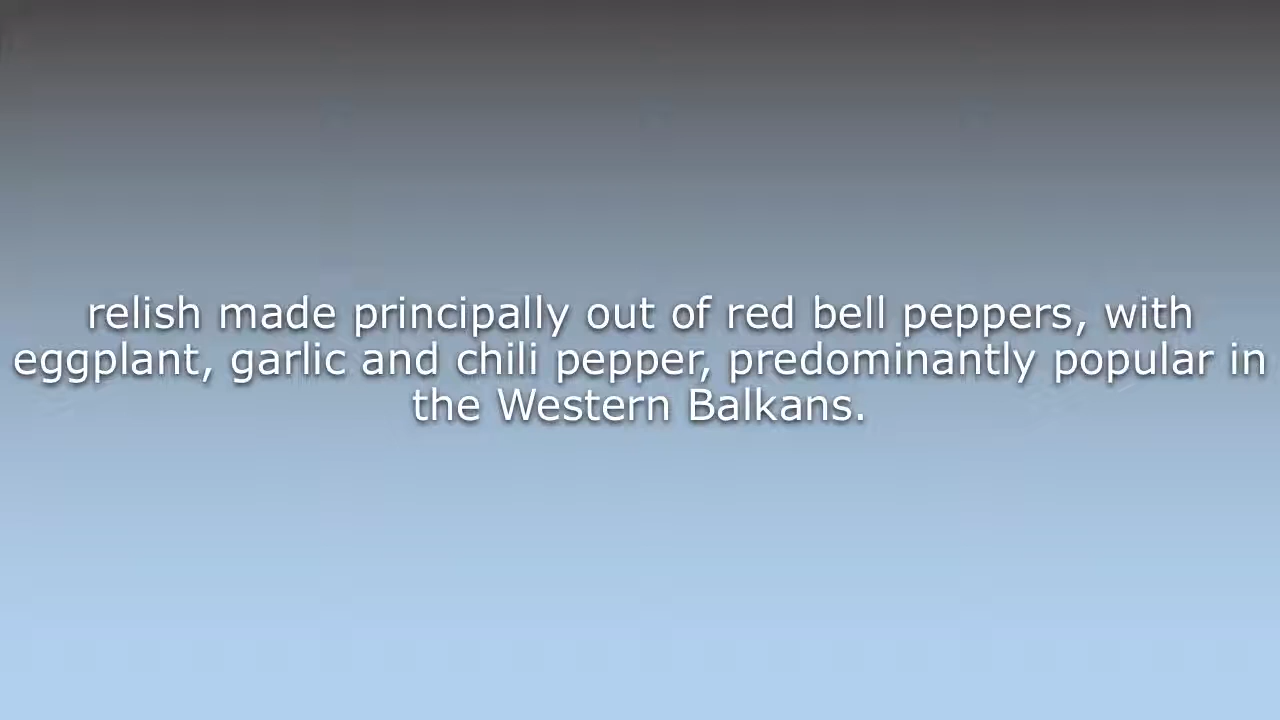 relish made principally out of red bell peppers, with
eggplant, garlic and chili pepper, predominantly popular in
the Western Balkans.